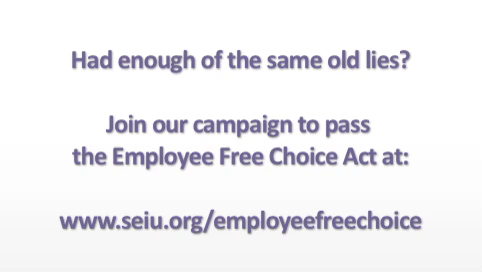 Had enough of the same old lies?
Join our campaign to pass
the Employee Free Choice Act at:
www.seiu.org/employeefreechoice